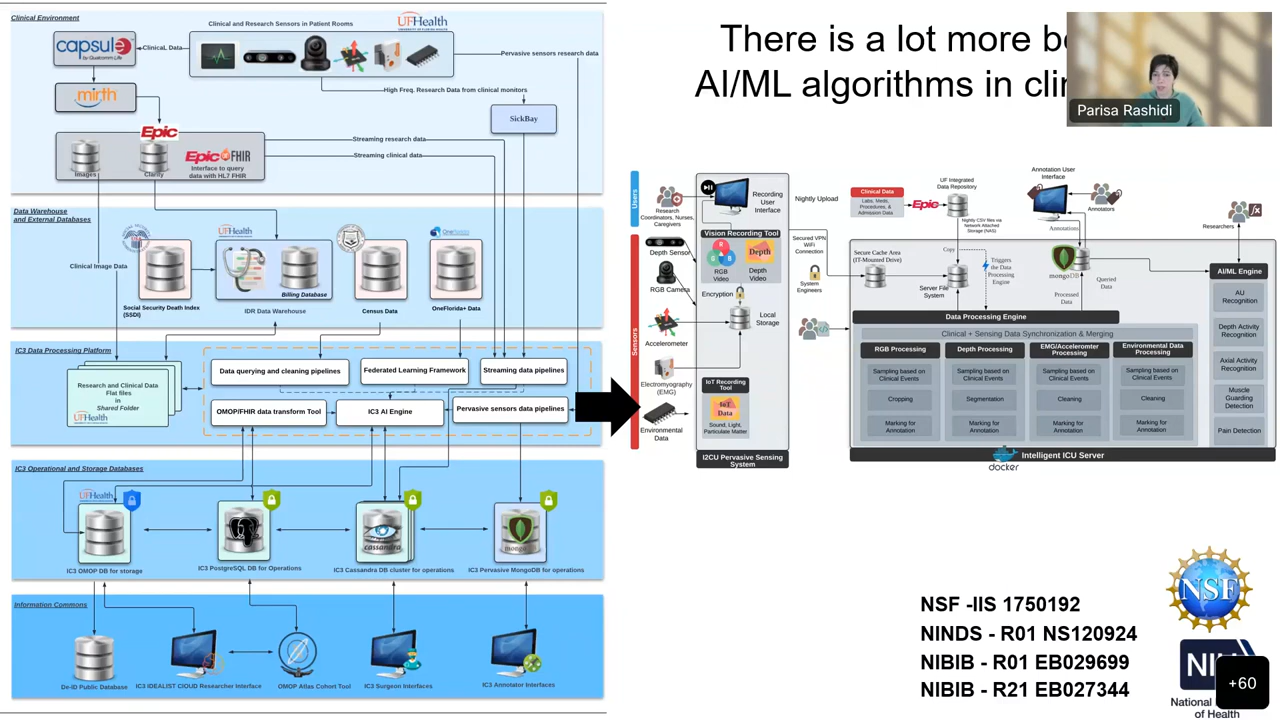 There is a lot more be
AI/ML algorithms in clin
Parisa Rashidi
Clinical Environment
Clinical and Research Sensors in Patient Rooms
UFHealth
capsule
by Qualcomm Life
Clinical Data
Pervasive sensors research data
mirth
High Freq. Research Data from clinical monitors
SickBay
Epic
Streaming research data
Streaming clinical data
Images
Clarity
Epic FHIR
Interface to query
data with HL7 FHIR
Data Warehouse
and External Databases
UFHealth
OneFlorida
Clinical Image Data
Billing Database
Social Security Death Index
(SSDI)
IDR Data Warehouse
Census Data
OneFlorida+ Data
IC3 Data Processing Platform
Research and Clinical Data
Flat files
in
Shared Folder
UFHealth
Data querying and cleaning pipelines
Federated Learning Framework
Streaming data pipelines
OMOP/FHIR data transform Tool
IC3 AI Engine
Pervasive sensors data pipelines
IC3 Operational and Storage Databases
UFHealth
cassandra
mongo
IC3 OMOP DB for storage
IC3 PostgreSQL DB for Operations
IC3 Cassandra DB cluster for operations
IC3 Pervasive MongoDB for operations
Information Commons
De-ID Public Database
IC3 IDEALIST ClOUD Researcher Interface
OMOP Atlas Cohort Tool
IC3 Surgeon Interfaces
IC3 Annotator Interfaces
Users
Research
Coordinators, Nurses,
Caregivers
Recording
User
Interface
Sensors
Depth Sensor
RGB Camera
Accelerometer
Electromyography
(EMG)
Environmental
Data
Vision Recording Tool
R
G
B
Depth
RGB
Video
Depth
Video
Encryption
Local
Storage
IoT Recording
Tool
IoT
Data
Sound, Light,
Particulate Matter
I2CU Pervasive Sensing
System
Nightly Upload
Secured VPN
WiFi
Connection
System
Engineers
Clinical Data
Labs, Meds,
Procedures, &
Admission Data
Epic
UF Integrated
Data Repository
Nightly CSV files via
Network Attached
Storage (NAS)
Annotation User
Interface
Annotators
Annotations
Researchers
Secure Cache Area
(IT-Mounted Drove)
Copy
Server File
System
Triggers
the Data
Processing
Engine
mongoDB
Processed
Data
Queried
Data
Data Processing Engine
Clinical + Sensing Data Synchronization & Merging
RGB Processing
Sampling based on
Clinical Events
Cropping
Marking for
Annotation
Depth Processing
Sampling based on
Clinical Events
Segmentation
Marking for
Annotation
EMG/Acceleromter
Processing
Sampling based on
Clinical Events
Cleaning
Marking for
Annotation
Environmental Data
Processing
Sampling based on
Clinical Events
Cleaning
Marking for
Annotation
AI/ML Engine
AU
Recognition
Depth Activity
Recognition
Axial Activity
Recognition
Muscle
Guarding
Detection
Pain Detection
docker
Intelligent ICU Server
NSF -IIS 1750192
NINDS - R01 NS120924
NIBIB - R01 EB029699
NIBIB - R21 EB027344
NSF
NIH
+60
National
of Health